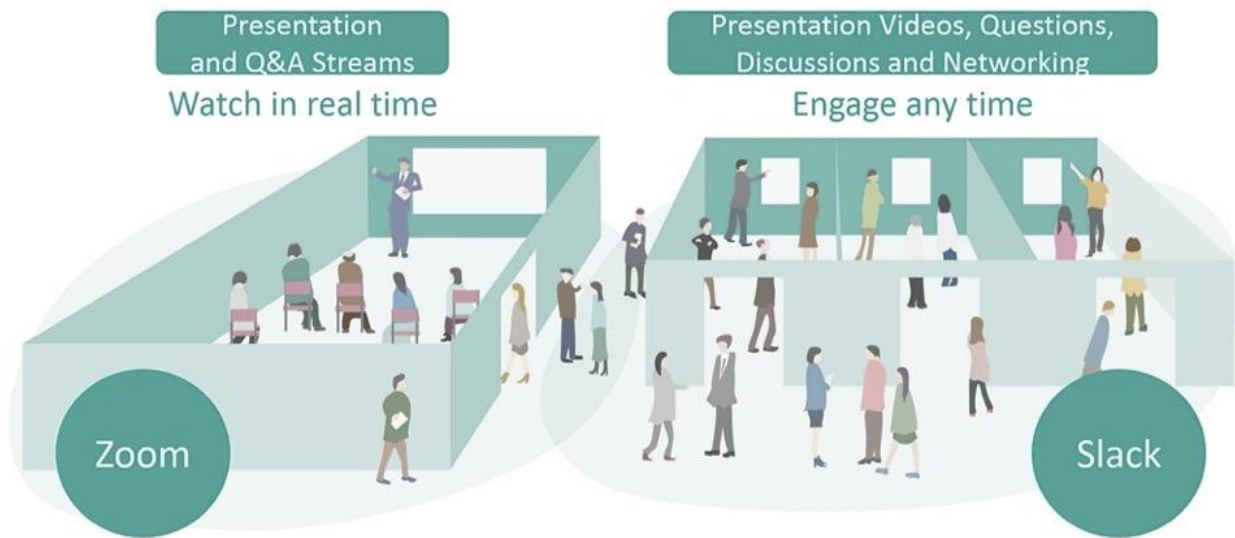 Presentation
and Q&A Streams
Watch in real time
Presentation Videos, Questions,
Discussions and Networking
Engage any time
Zoom
Slack